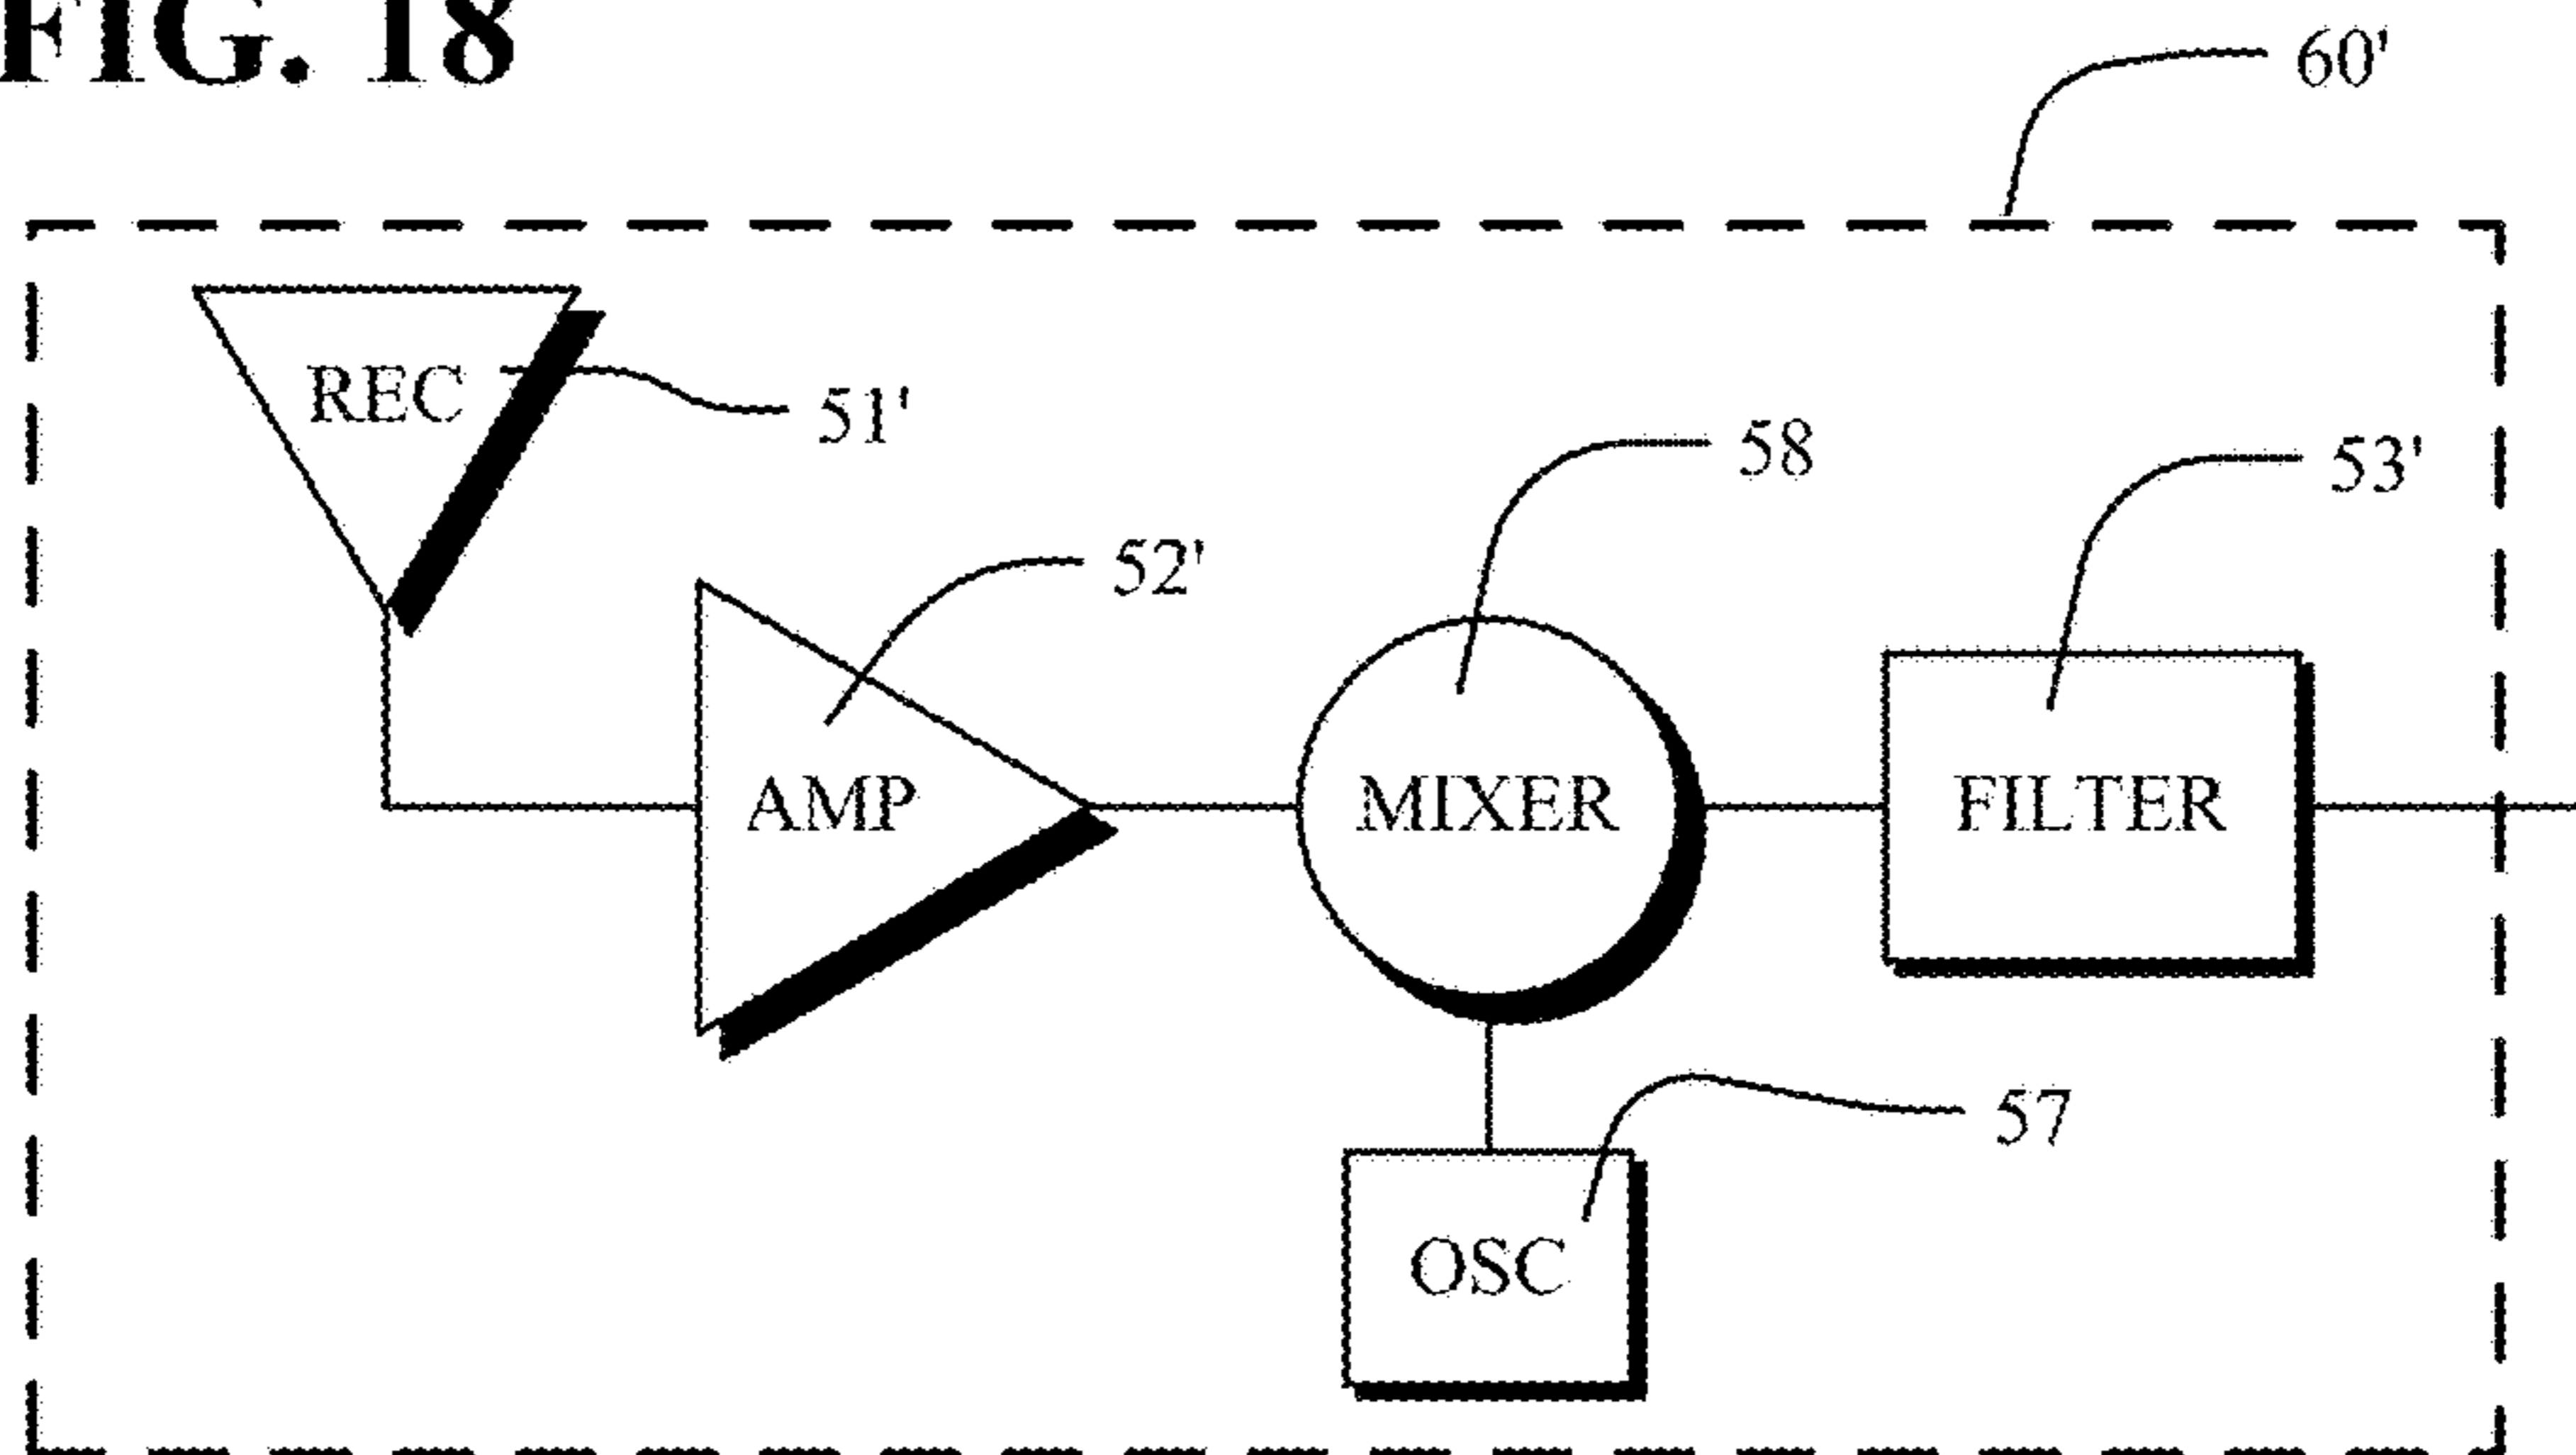 FIG. 18
60'
REC
51'
58
53'
52'
AMP
MIXER
FILTER
57
OSC